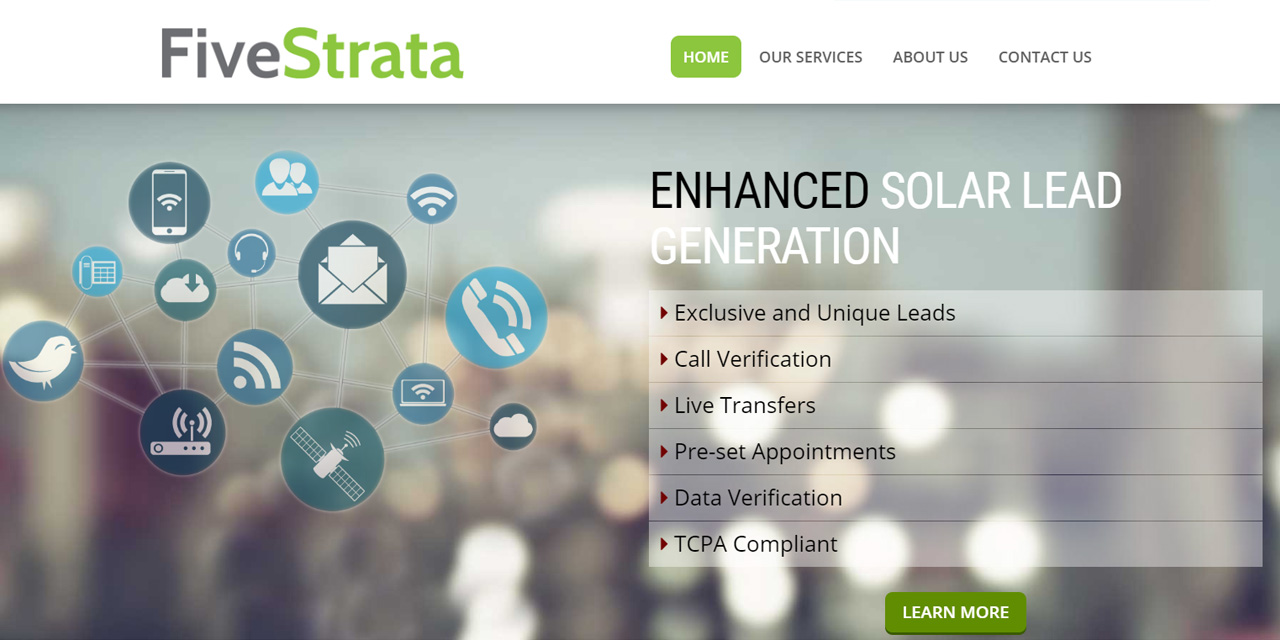 FiveStrata
HOME
OUR SERVICES
ABOUT US
CONTACT US
ENHANCED SOLAR LEAD
GENERATION
Exclusive and Unique Leads
Call Verification
Live Transfers
Pre-set Appointments
Data Verification
TCPA Compliant
LEARN MORE